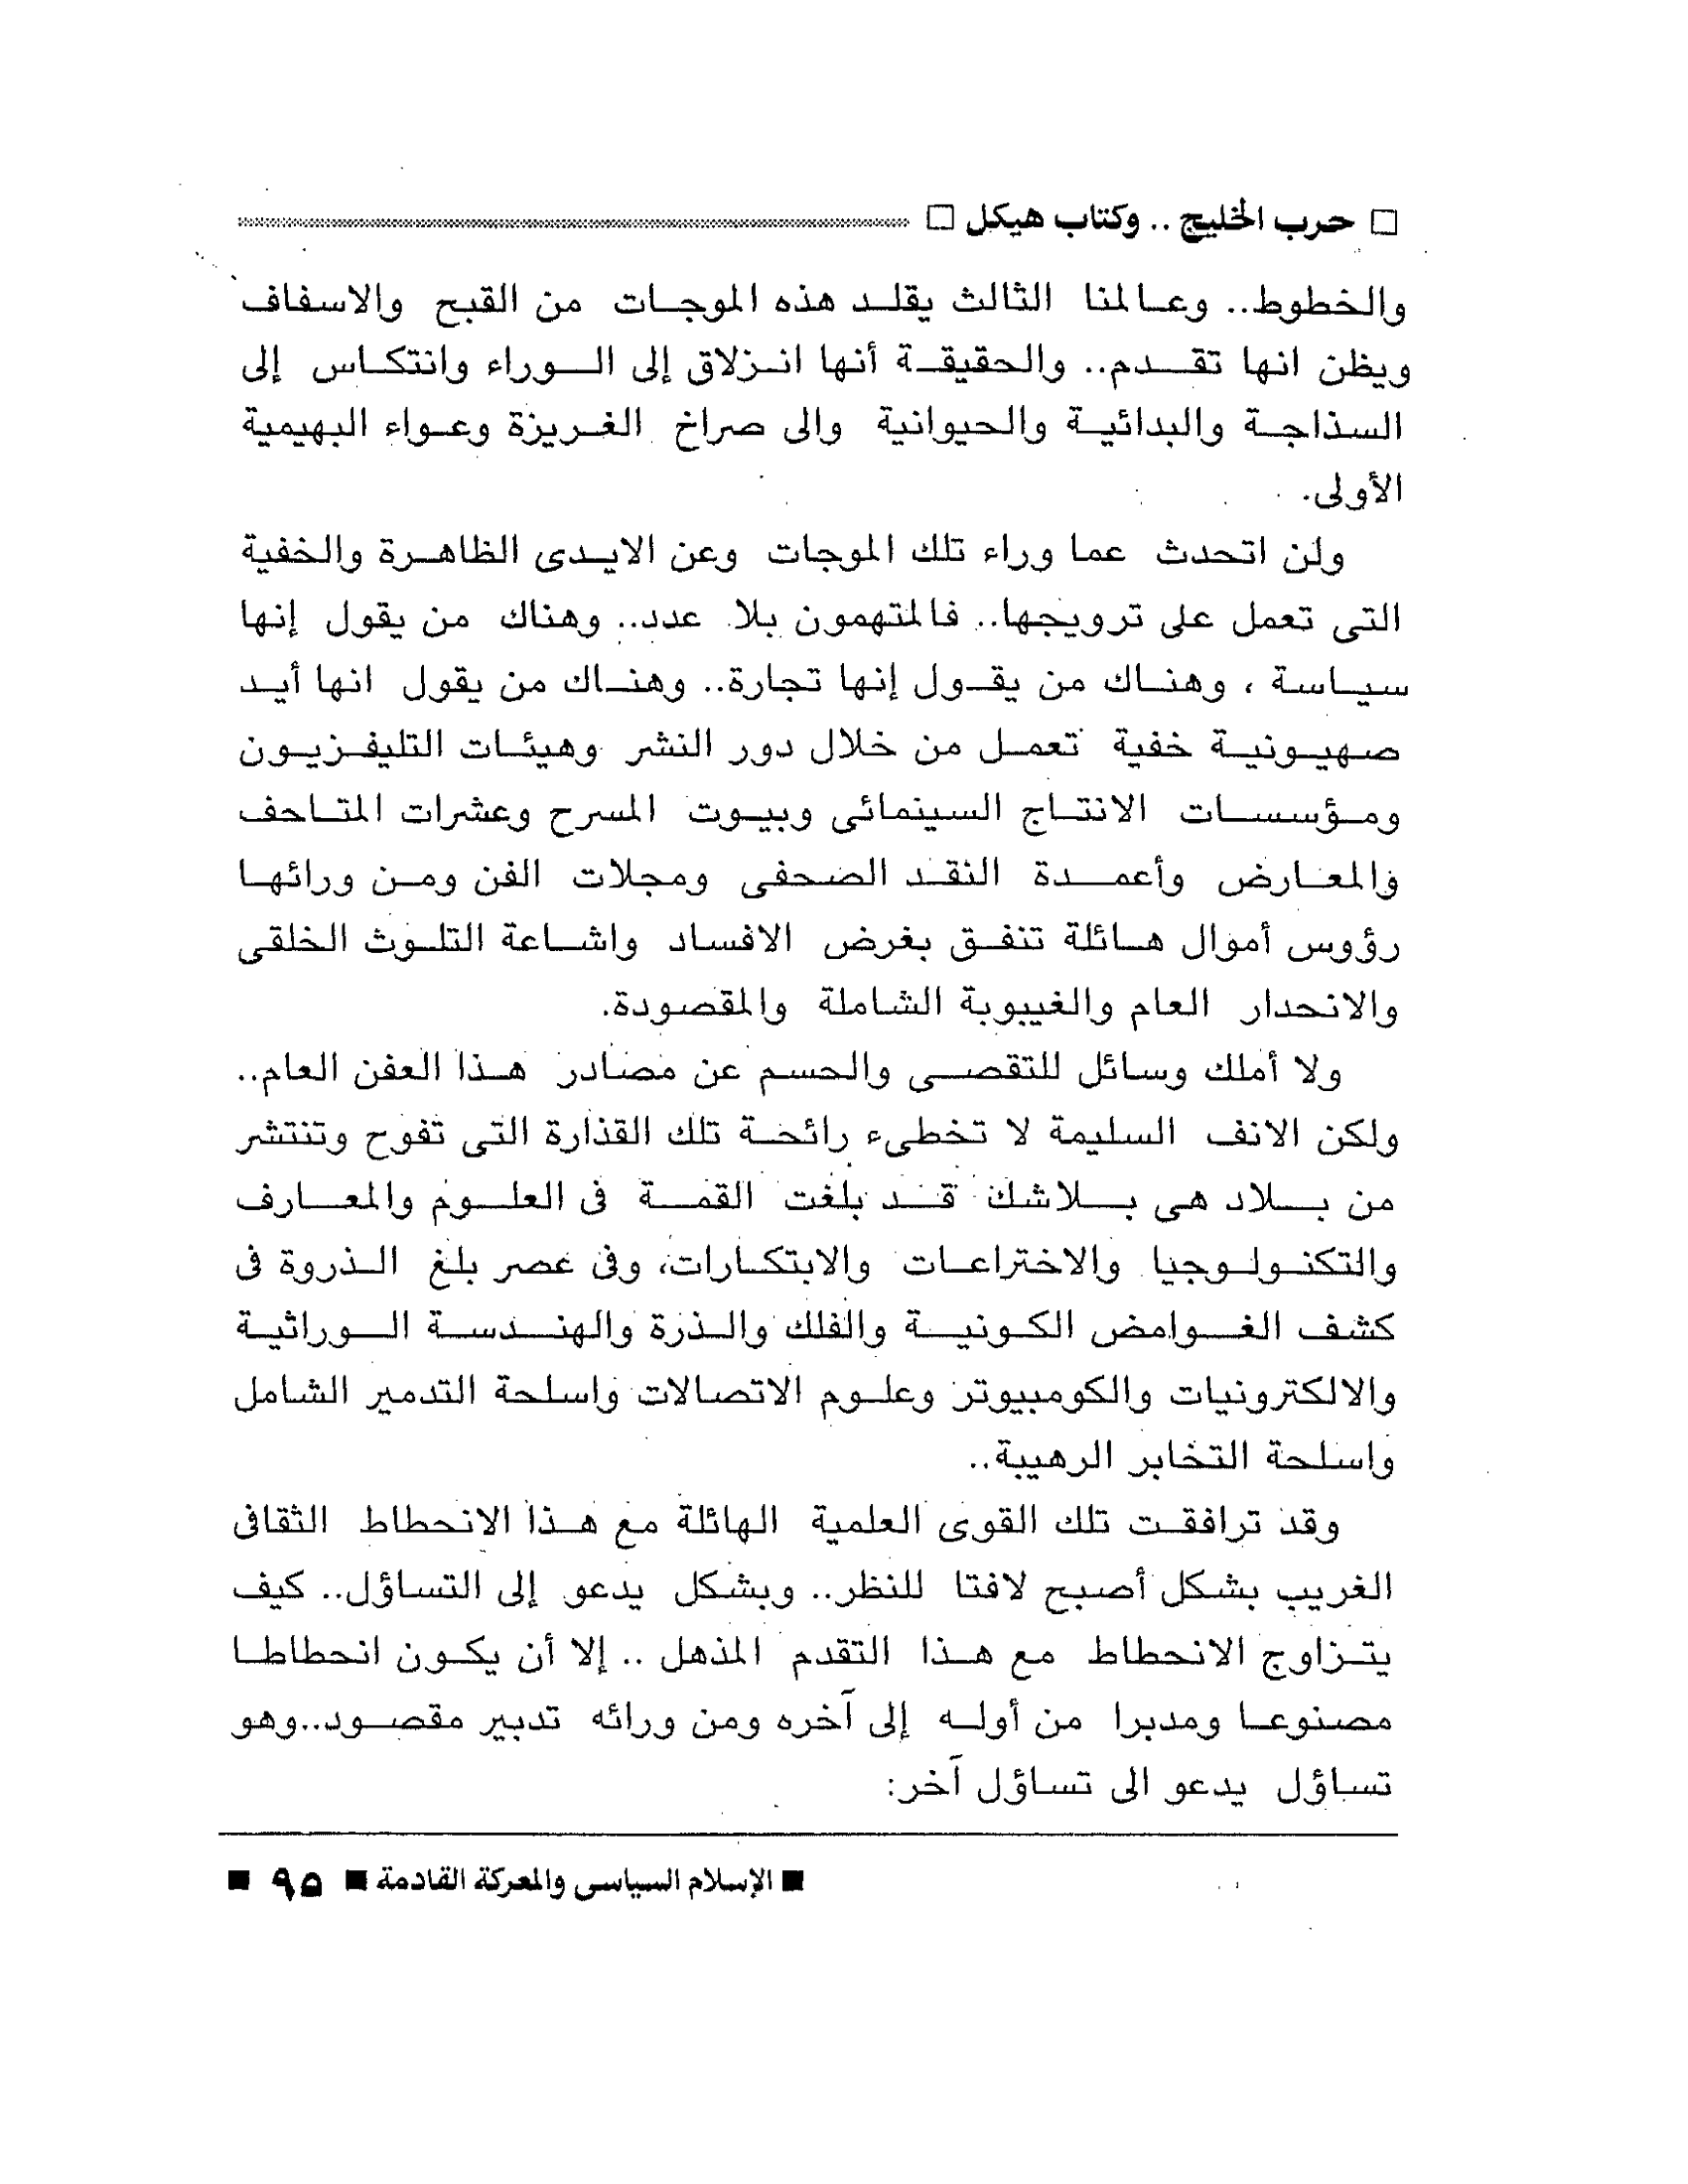 □ حرب الخليج .. وكتاب هيكل □
والخطوط.. وعالمنا الثالث يقلد هذه الموجات من القبح والاسفاف
ويظن انها تقدم.. والحقيقة أنها انزلاق إلى الوراء وانتكاس إلى
السذاجة والبدائية والحيوانية والى صراخ الغريزة وعواء البهيمية
الأولى.
ولن اتحدث عما وراء تلك الموجات وعن الايدى الظاهرة والخفية
التى تعمل على ترويجها.. فالمتهمون بلا عدد.. وهناك من يقول إنها
سياسة ، وهناك من يقول إنها تجارة.. وهناك من يقول انها أيد
صهيونية خفية تعمل من خلال دور النشر وهيئات التليفزيون
ومؤسسات الانتاج السينمائى وبيوت المسرح وعشرات المتاحف
والمعارض وأعمدة النقد الصحفى ومجلات الفن ومن ورائها
رؤوس أموال هائلة تنفق بغرض الافساد واشاعة التلوث الخلقى
والانحدار العام والغيبوبة الشاملة والمقصودة.
ولا أملك وسائل للتقصى والحسم عن مصادر هذا العفن العام..
ولكن الانف السليمة لا تخطىء رائحة تلك القذارة التى تفوح وتنتشر
من بلاد هى بلاشك قد بلغت القمة فى العلوم والمعارف
والتكنولوجيا والاختراعات والابتكارات، وفى عصر بلغ الذروة فى
كشف الغوامض الكونية والفلك والذرة والهندسة الوراثية
والالكترونيات والكومبيوتر وعلوم الاتصالات واسلحة التدمير الشامل
واسلحة التخابر الرهيبة..
وقد ترافقت تلك القوى العلمية الهائلة مع هذا الانحطاط الثقافى
الغريب بشكل أصبح لافتا للنظر.. وبشكل يدعو إلى التساؤل.. كيف
يتزاوج الانحطاط مع هذا التقدم المذهل .. إلا أن يكون انحطاطا
مصنوعا ومدبرا من أوله إلى آخره ومن ورائه تدبير مقصود..وهو
تساؤل يدعو الى تساؤل آخر:
■ الإسلام السياسى والمعركة القادمة ■ ٩٥ ■